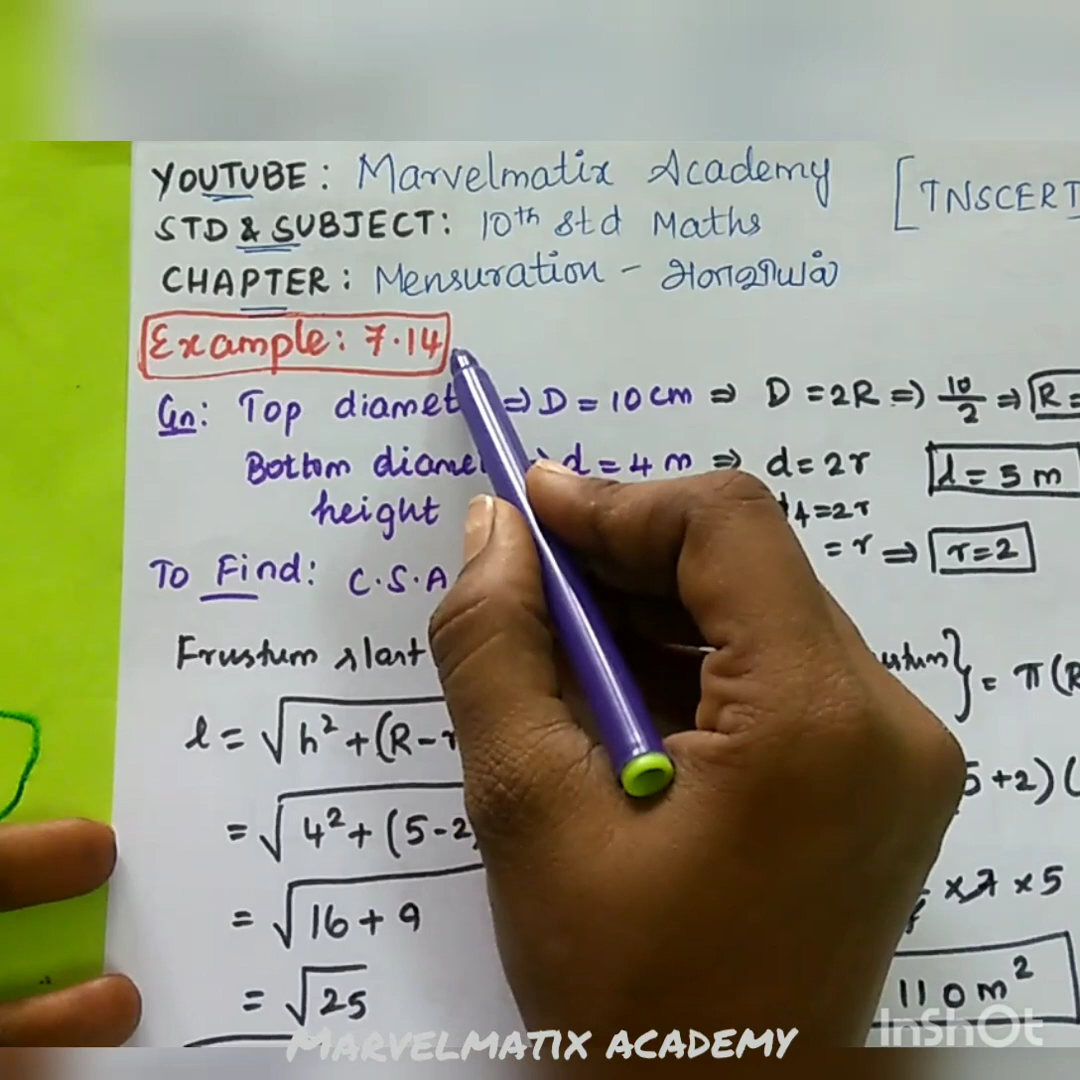 YOUTUBE: Marvelmatix Academy [TNSCERT]
STD & SUBJECT: 10th Std Maths
CHAPTER: Mensuration - அளவியல்
Example: 7.14
Gn: Top diamet ⇒ D = 10 cm ⇒ D = 2R ⇒ 10/2 ⇒ R =
Bottom diame d = 4 m ⇒ d = 2r l = 5 m
height 4 = 2r
= r ⇒ r = 2
To Find: C.S.A
Frustum slant = π(R
l = √h² + (R-r
= √4² + (5-2) 5+2)(
= √16 + 9 × 7 × 5
= √25 110 m²
MARVELMATIX ACADEMY
InShOt